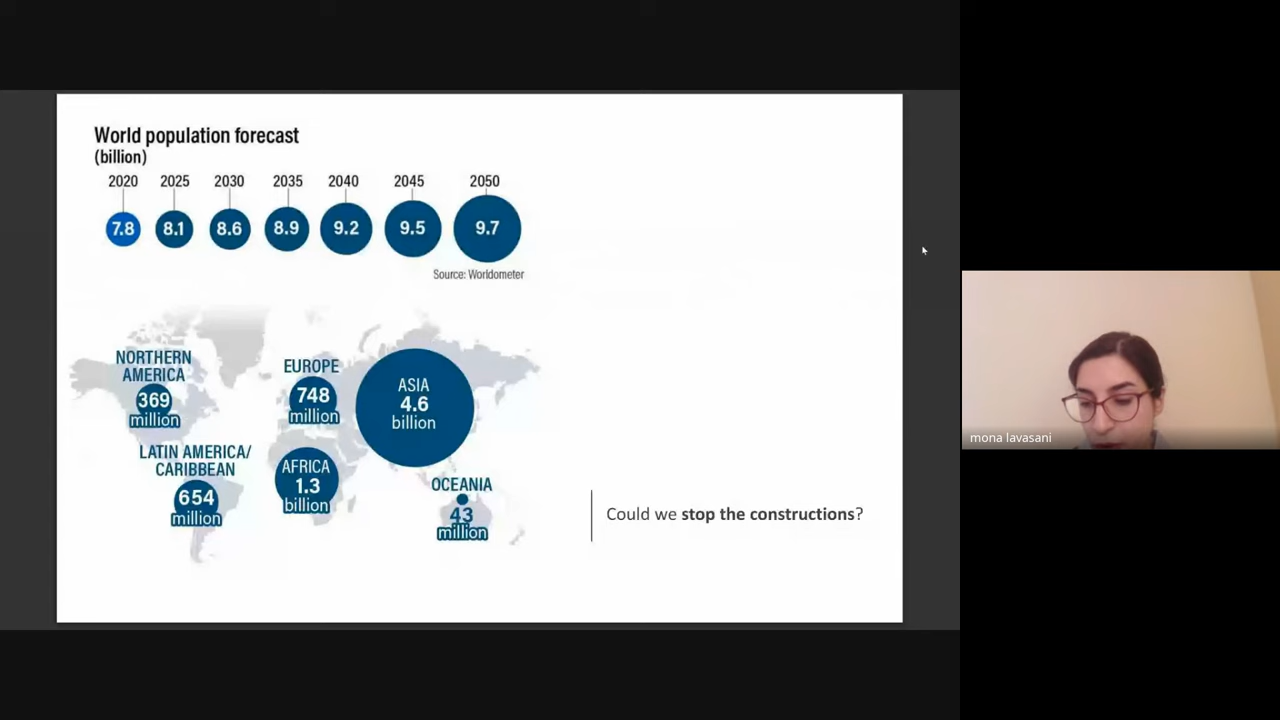 World population forecast
(billion)
2020 2025 2030 2035 2040 2045 2050
7.8 8.1 8.6 8.9 9.2 9.5 9.7
Source: Worldometer
NORTHERN
AMERICA
369
million
EUROPE
748
million
ASIA
4.6
billion
LATIN AMERICA/
CARIBBEAN
654
million
AFRICA
1.3
billion
OCEANIA
43
million
Could we stop the constructions?
mona lavasani